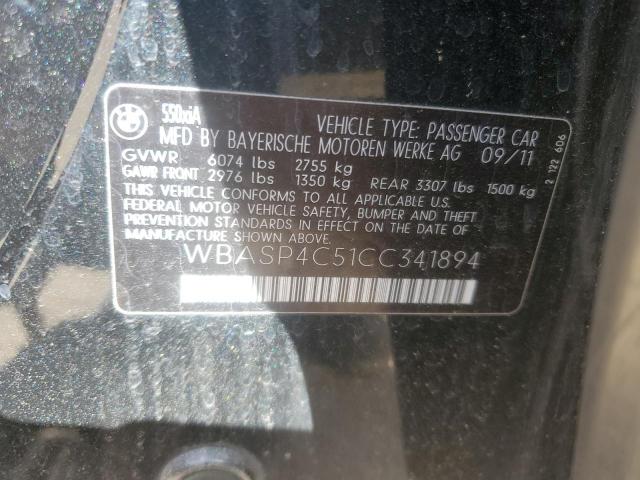 BMW
550xiA
VEHICLE TYPE: PASSENGER CAR
MFD BY BAYERISCHE MOTOREN WERKE AG 09/11
GVWR 6074 lbs 2755 kg
GAWR FRONT 2976 lbs 1350 kg REAR 3307 lbs 1500 kg
THIS VEHICLE CONFORMS TO ALL APPLICABLE U.S.
FEDERAL MOTOR VEHICLE SAFETY, BUMPER AND THEFT
PREVENTION STANDARDS IN EFFECT ON THE DATE OF
MANUFACTURE SHOWN ABOVE.
WBASP4C51CC341894
2 122 606